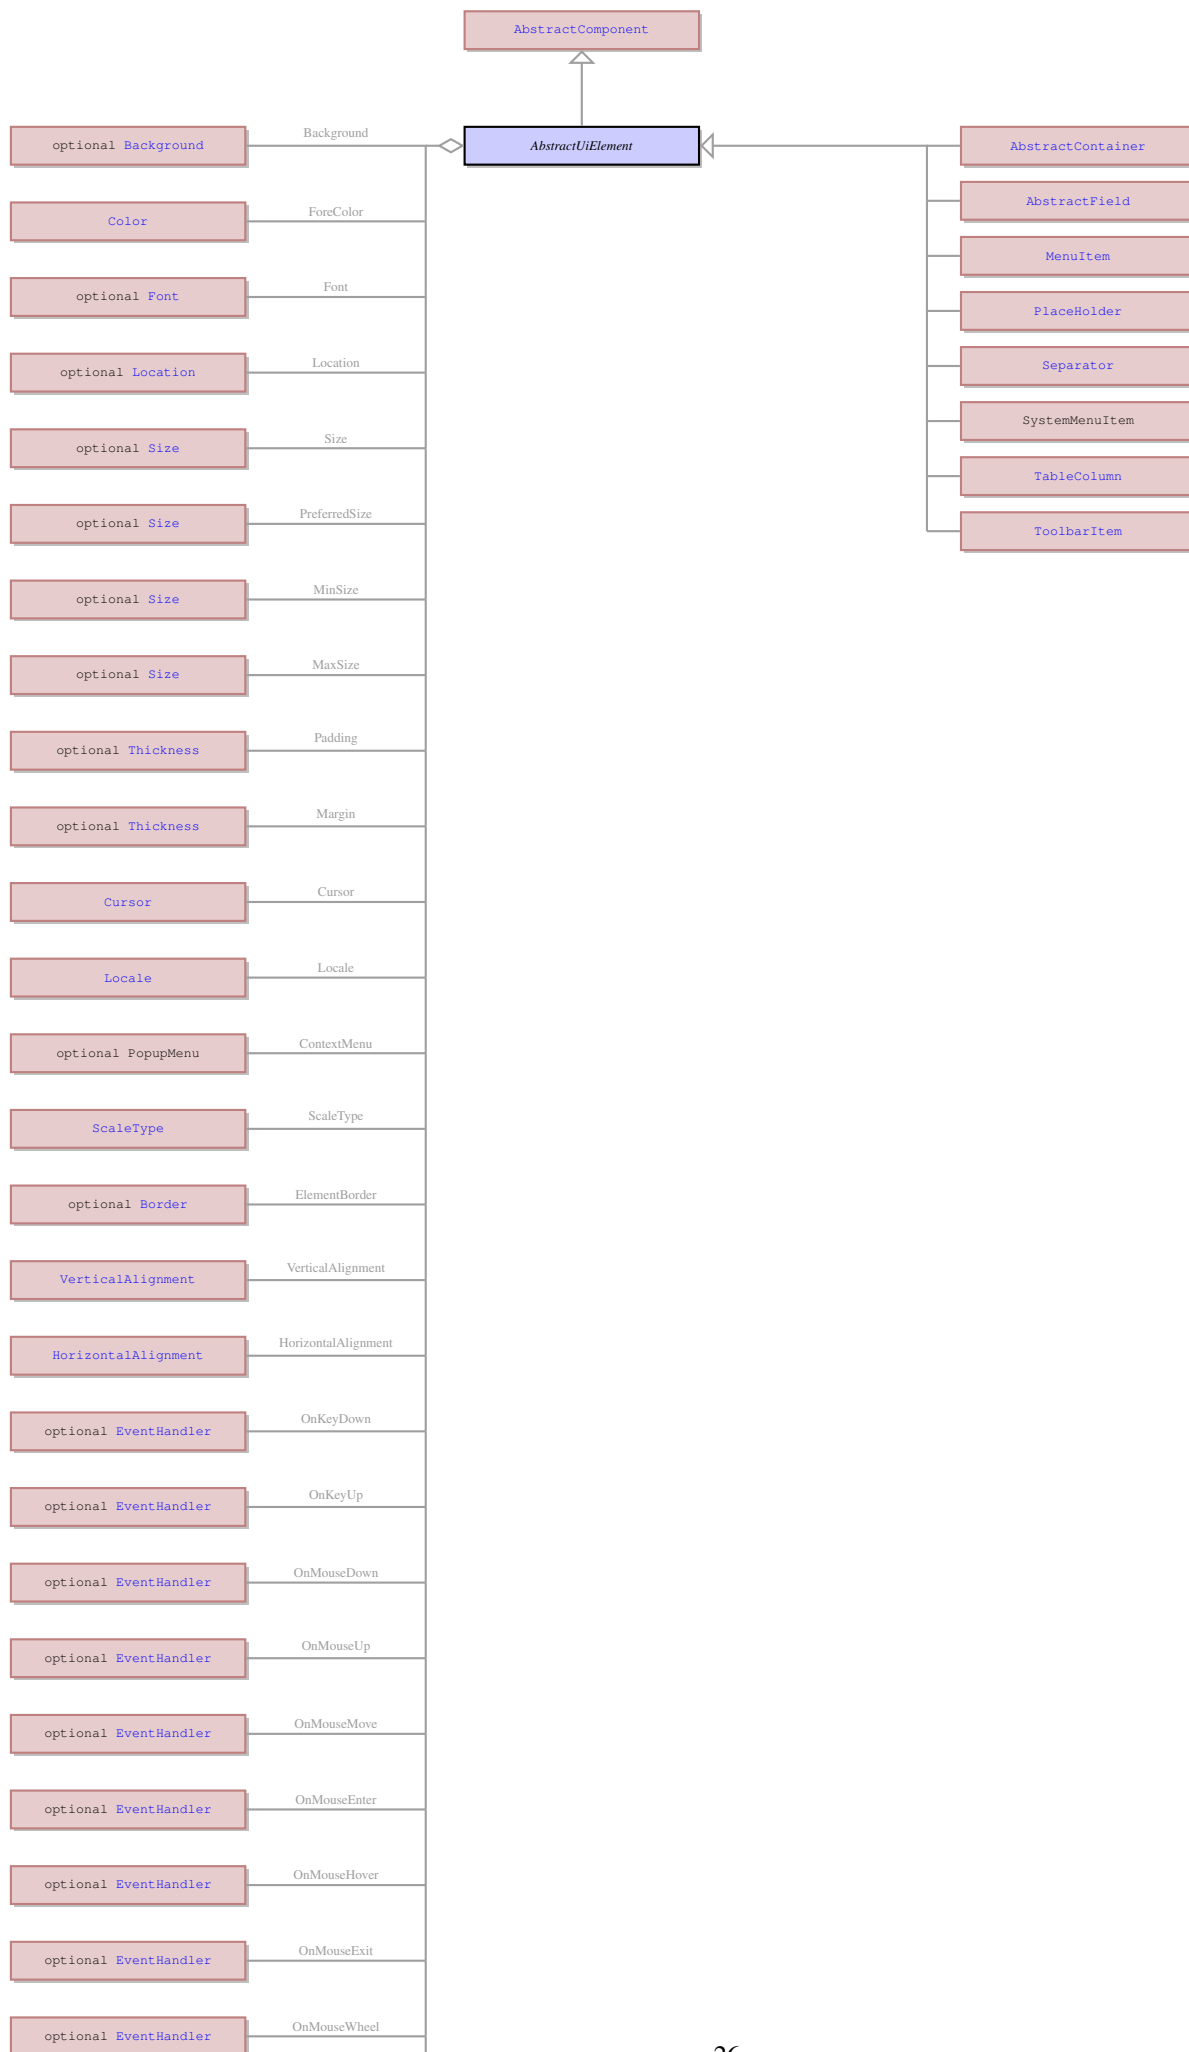 AbstractComponent
Background
optional Background
AbstractUiElement
AbstractContainer
ForeColor
Color
AbstractField
MenuItem
Font
optional Font
PlaceHolder
Location
optional Location
Separator
SystemMenuItem
Size
optional Size
TableColumn
PreferredSize
optional Size
ToolbarItem
MinSize
optional Size
MaxSize
optional Size
Padding
optional Thickness
Margin
optional Thickness
Cursor
Cursor
Locale
Locale
ContextMenu
optional PopupMenu
ScaleType
ScaleType
ElementBorder
optional Border
VerticalAlignment
VerticalAlignment
HorizontalAlignment
HorizontalAlignment
OnKeyDown
optional EventHandler
OnKeyUp
optional EventHandler
OnMouseDown
optional EventHandler
OnMouseUp
optional EventHandler
OnMouseMove
optional EventHandler
OnMouseEnter
optional EventHandler
OnMouseHover
optional EventHandler
OnMouseExit
optional EventHandler
OnMouseWheel
optional EventHandler
26